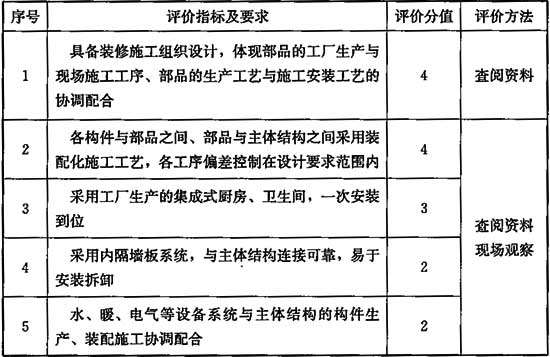 序号 评价指标及要求 评价分值 评价方法
1 具备装修施工组织设计，体现部品的工厂生产与
现场施工工序、部品的生产工艺与施工安装工艺的
协调配合 4 查阅资料
2 各构件与部品之间、部品与主体结构之间采用装
配化施工工艺，各工序偏差控制在设计要求范围内 4
3 采用工厂生产的集成式厨房、卫生间，一次安装
到位 3
查阅资料
现场观察
4 采用内隔墙板系统，与主体结构连接可靠，易于
安装拆卸 2
5 水、暖、电气等设备系统与主体结构的构件生
产、装配施工协调配合 2